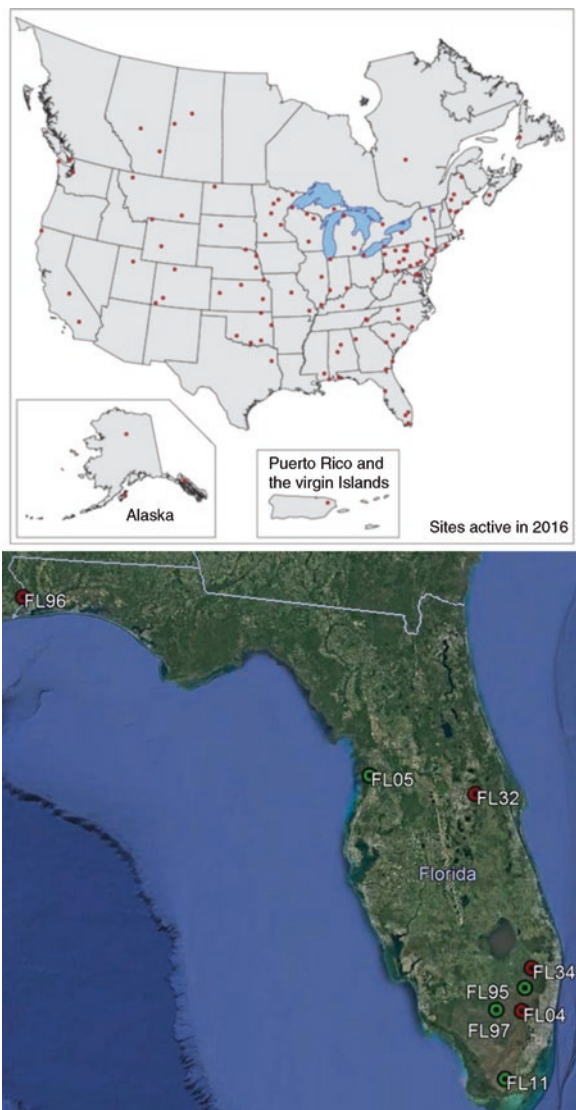 Puerto Rico and
the virgin Islands
Alaska
Sites active in 2016
FL96
FL05
FL32
Florida
FL34
FL95
FL04
FL97
FL11